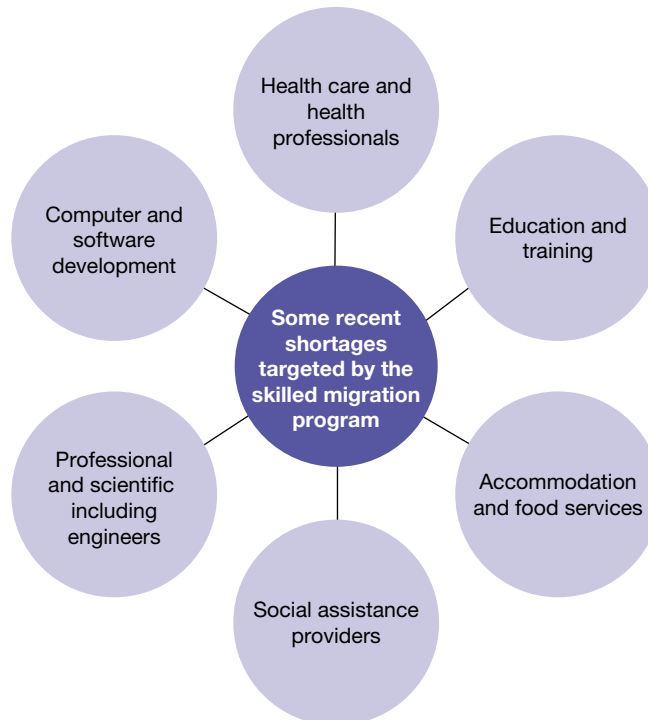 Health care and
health
professionals
Computer and
software
development
Education and
training
Some recent
shortages
targeted by the
skilled migration
program
Professional
and scientific
including
engineers
Accommodation
and food services
Social assistance
providers